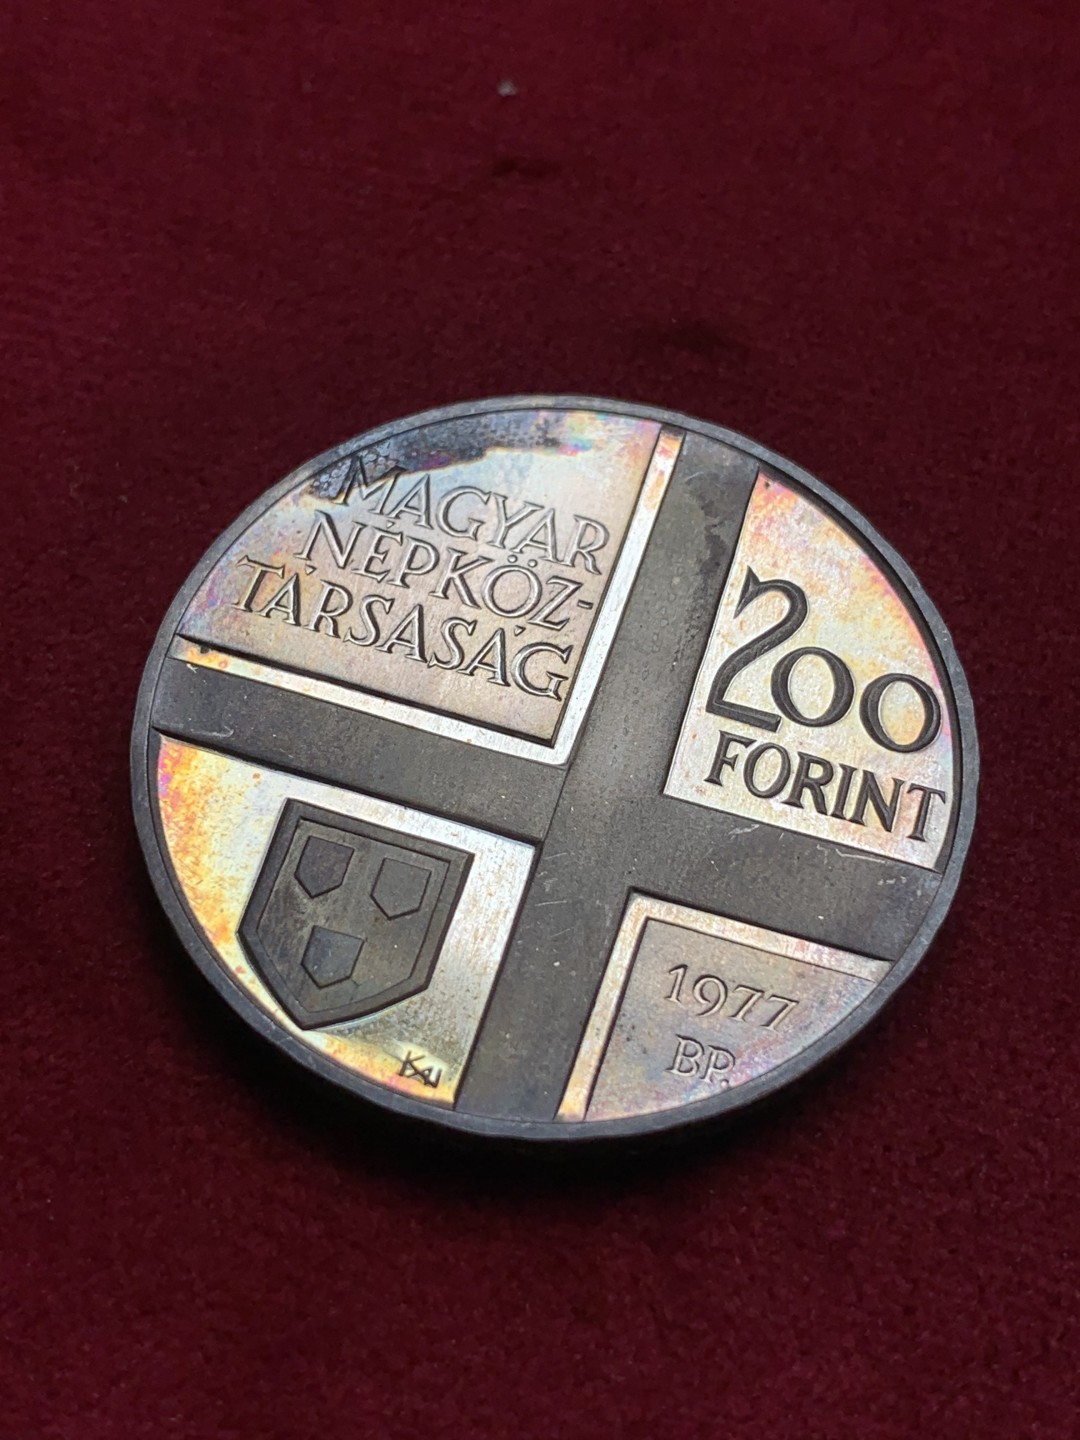 MAGYAR
NÉPKÖZ-
TÁRSASÁG
200
FORINT
1977
BP.